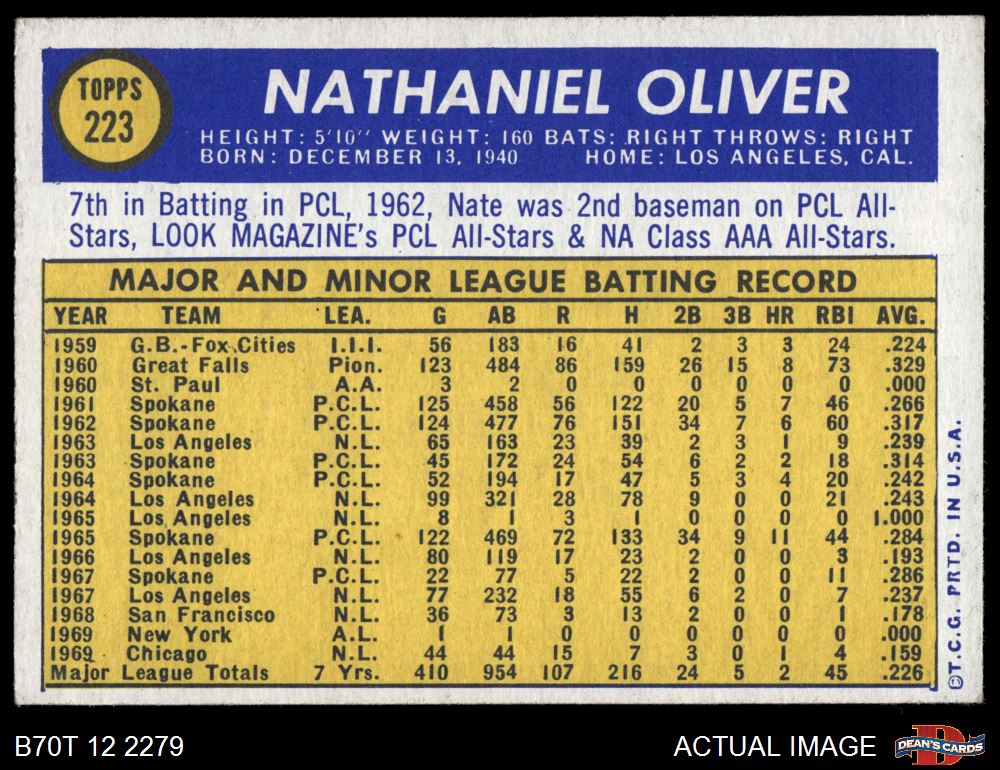 TOPPS
223
NATHANIEL OLIVER
HEIGHT: 5'10" WEIGHT: 160 BATS: RIGHT THROWS: RIGHT
BORN: DECEMBER 13, 1940 HOME: LOS ANGELES, CAL.
7th in Batting in PCL, 1962, Nate was 2nd baseman on PCL All-
Stars, LOOK MAGAZINE's PCL All-Stars & NA Class AAA All-Stars.
MAJOR AND MINOR LEAGUE BATTING RECORD
YEAR TEAM LEA. G AB R H 2B 3B HR RBI AVG.
1959 G.B.-Fox Cities I.I.I. 56 183 16 41 2 3 3 24 .224
1960 Great Falls Pion. 123 484 86 159 26 15 8 73 .329
1960 St. Paul A.A. 3 2 0 0 0 0 0 0 .000
1961 Spokane P.C.L. 125 458 56 122 20 5 7 46 .266
1962 Spokane P.C.L. 124 477 76 151 34 7 6 60 .317
1963 Los Angeles N.L. 65 163 23 39 2 3 1 9 .239
1963 Spokane P.C.L. 45 172 24 54 6 2 2 18 .314
1964 Spokane P.C.L. 52 194 17 47 5 3 4 20 .242
1964 Los Angeles N.L. 99 321 28 78 9 0 0 21 .243
1965 Los Angeles N.L. 8 1 3 1 0 0 0 0 1.000
1965 Spokane P.C.L. 122 469 72 133 34 9 11 44 .284
1966 Los Angeles N.L. 80 119 17 23 2 0 0 3 .193
1967 Spokane P.C.L. 22 77 5 22 2 0 0 11 .286
1967 Los Angeles N.L. 77 232 18 55 6 2 0 7 .237
1968 San Francisco N.L. 36 73 3 13 2 0 0 1 .178
1969 New York A.L. 1 1 0 0 0 0 0 0 .000
1969 Chicago N.L. 44 44 15 7 3 0 1 4 .159
Major League Totals 7 Yrs. 410 954 107 216 24 5 2 45 .226
©T.C.G. PRTD. IN U.S.A.
B70T 12 2279
ACTUAL IMAGE
DEAN'S CARDS